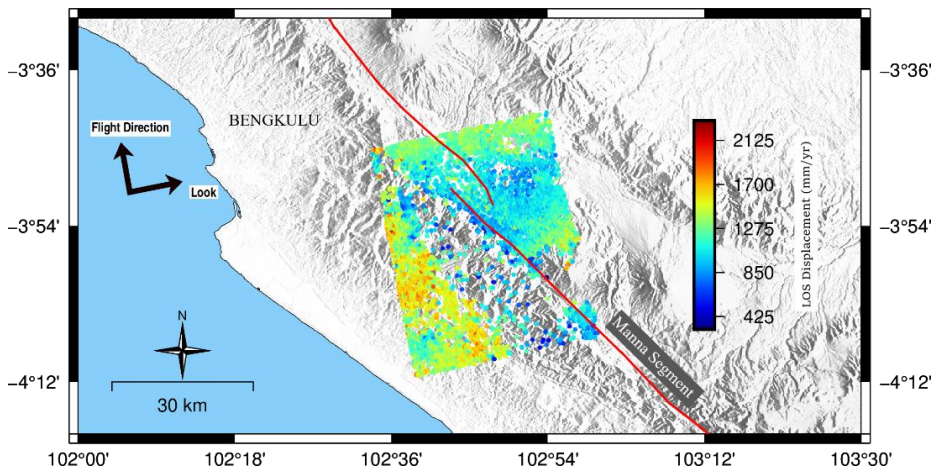 −3°36'
−3°36'
BENGKULU
Flight Direction
Look
2125
1700
1275
850
425
LOS Displacement (mm/yr)
−3°54'
−3°54'
Manna Segment
N
−4°12'
−4°12'
30 km
102°00'
102°18'
102°36'
102°54'
103°12'
103°30'